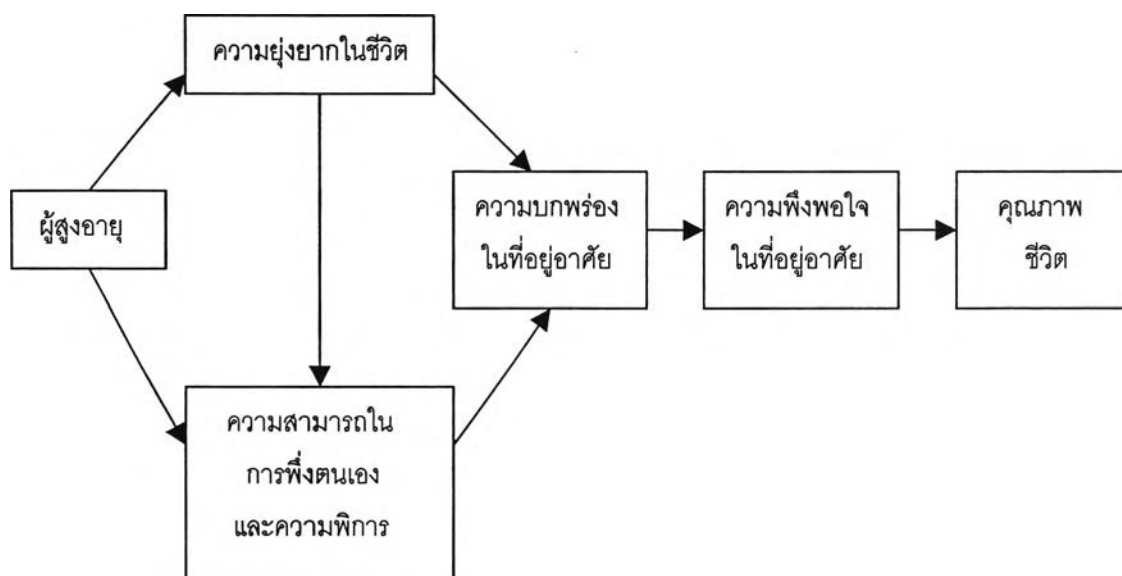 ความยุ่งยากในชีวิต
ผู้สูงอายุ
ความบกพร่อง
ในที่อยู่อาศัย
ความพึงพอใจ
ในที่อยู่อาศัย
คุณภาพ
ชีวิต
ความสามารถใน
การพึ่งตนเอง
และความพิการ